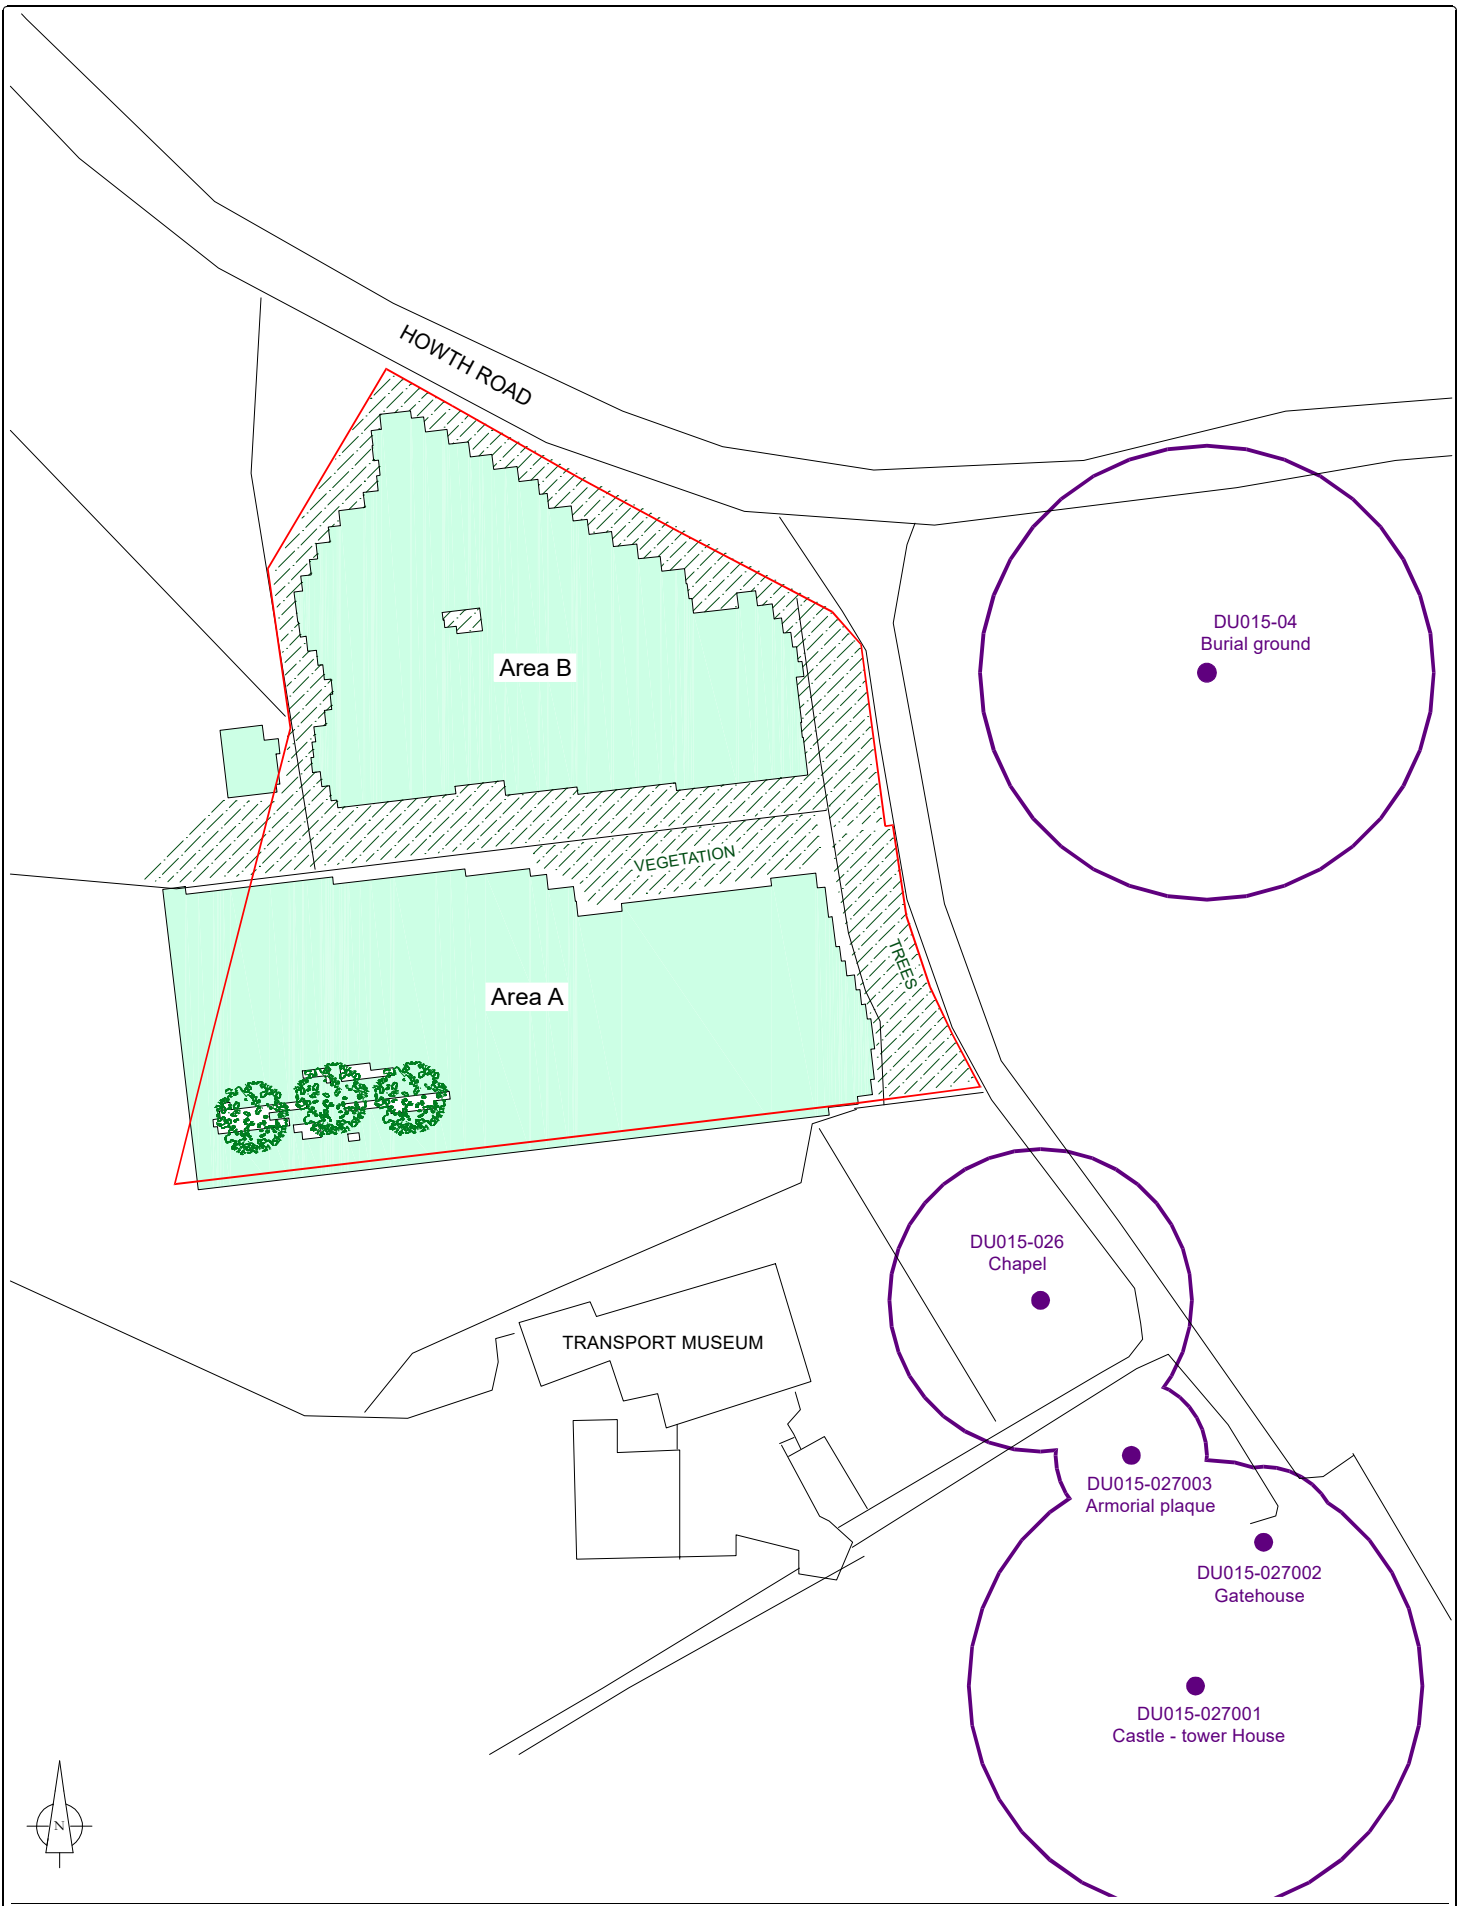 HOWTH ROAD
DU015-04
Burial ground
Area B
VEGETATION
TREES
Area A
DU015-026
Chapel
TRANSPORT MUSEUM
DU015-027003
Armorial plaque
DU015-027002
Gatehouse
DU015-027001
Castle - tower House
N